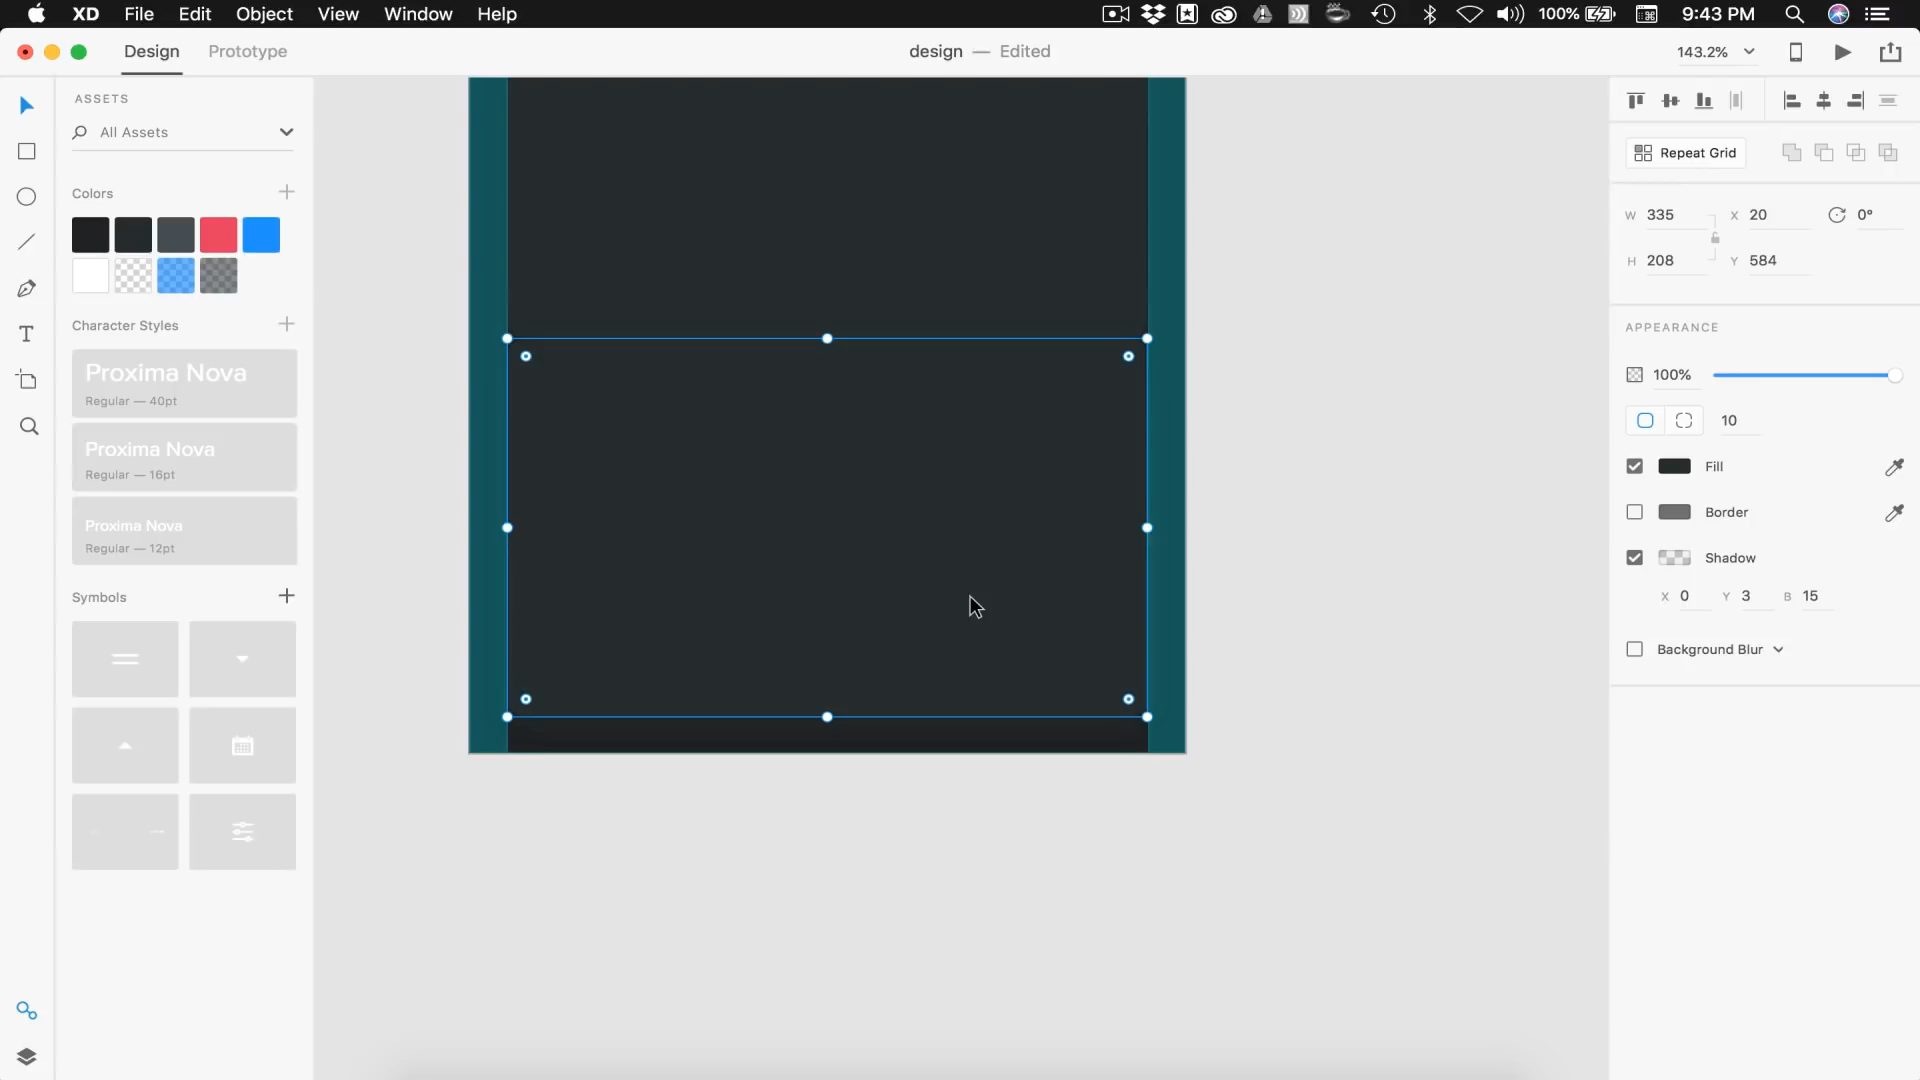 XD File Edit Object View Window Help 100% 9:43 PM
Design Prototype design — Edited 143.2%
ASSETS
All Assets
Colors
Character Styles
Proxima Nova
Regular — 40pt
Proxima Nova
Regular — 16pt
Proxima Nova
Regular — 12pt
Symbols
Repeat Grid
W 335 X 20 0°
H 208 Y 584
APPEARANCE
100%
10
Fill
Border
Shadow
X 0 Y 3 B 15
Background Blur